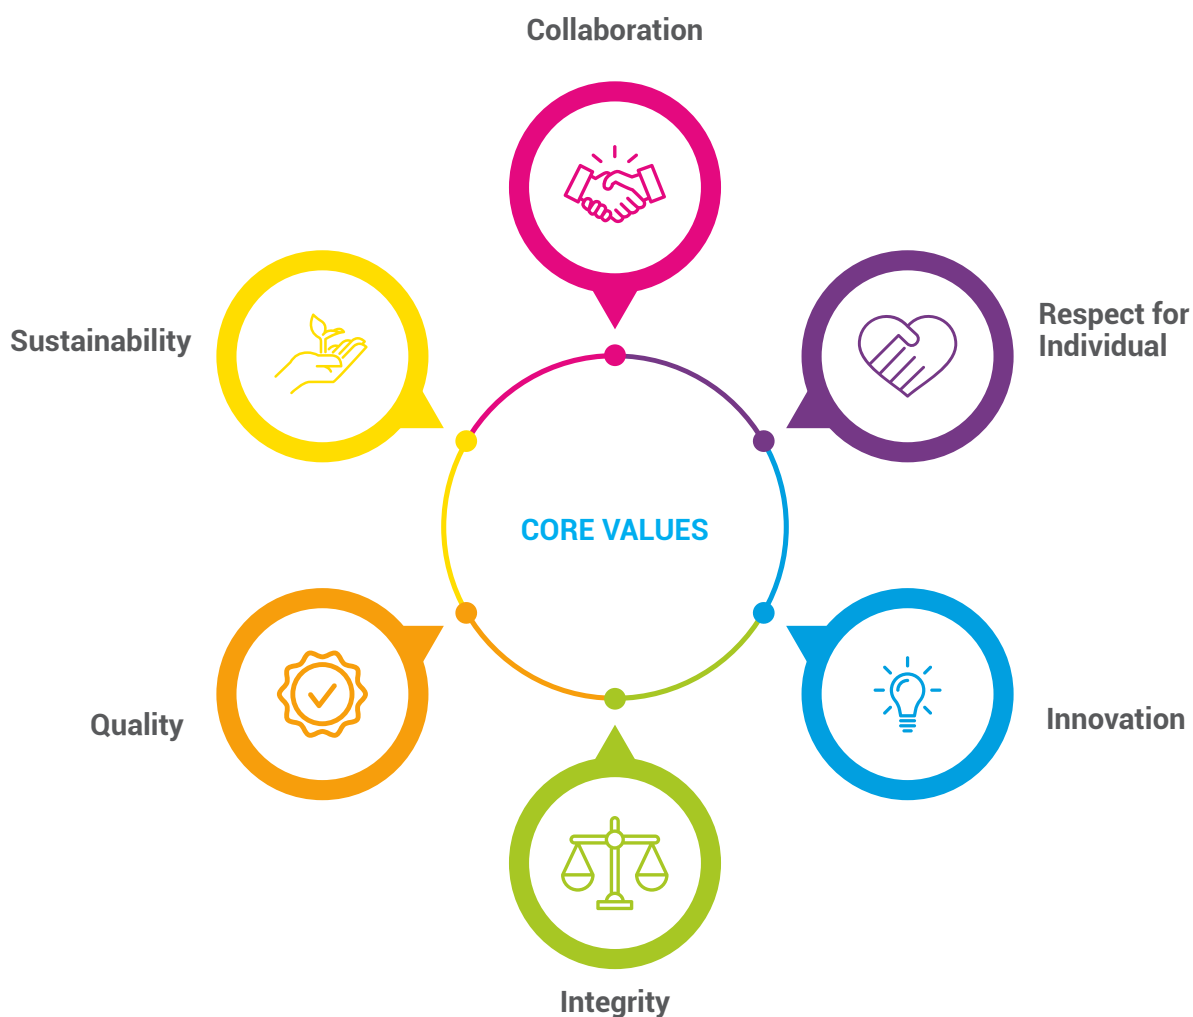 Collaboration
Respect for
Individual
Sustainability
CORE VALUES
Quality
Innovation
Integrity